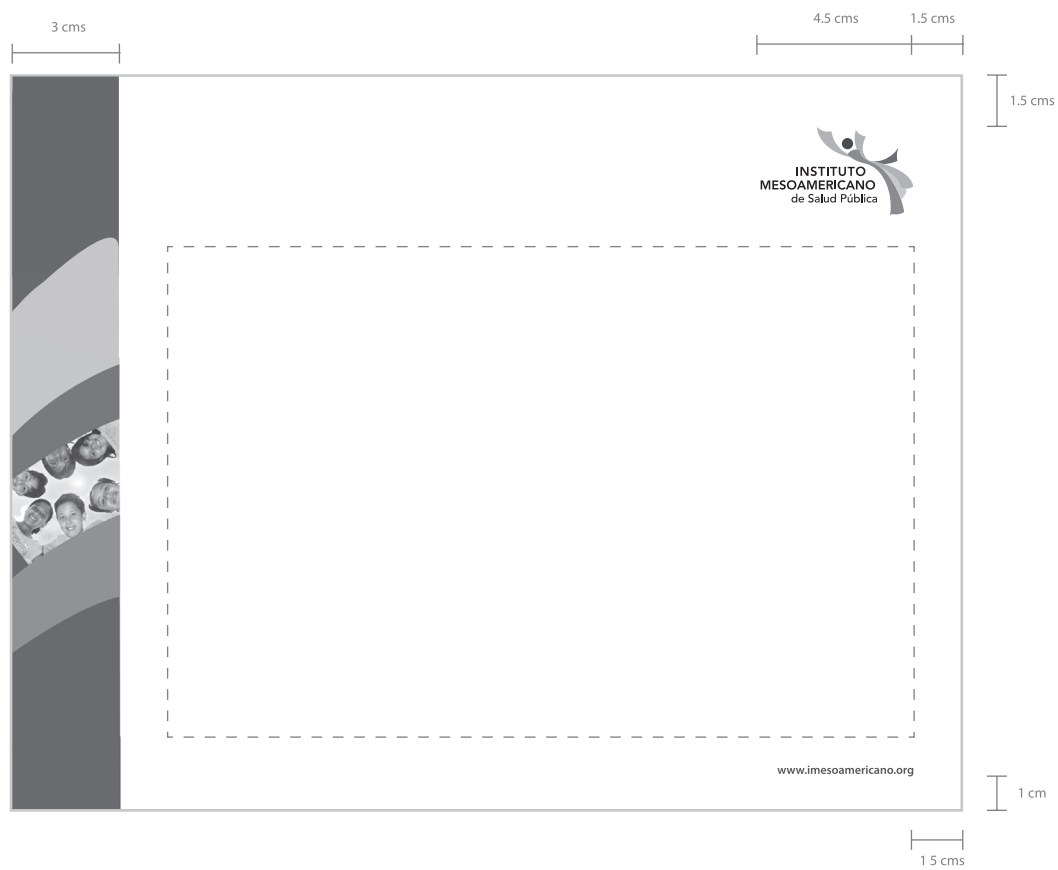 3 cms
4.5 cms
1.5 cms
1.5 cms
INSTITUTO
MESOAMERICANO
de Salud Pública
www.imesoamericano.org
1 cm
1 5 cms